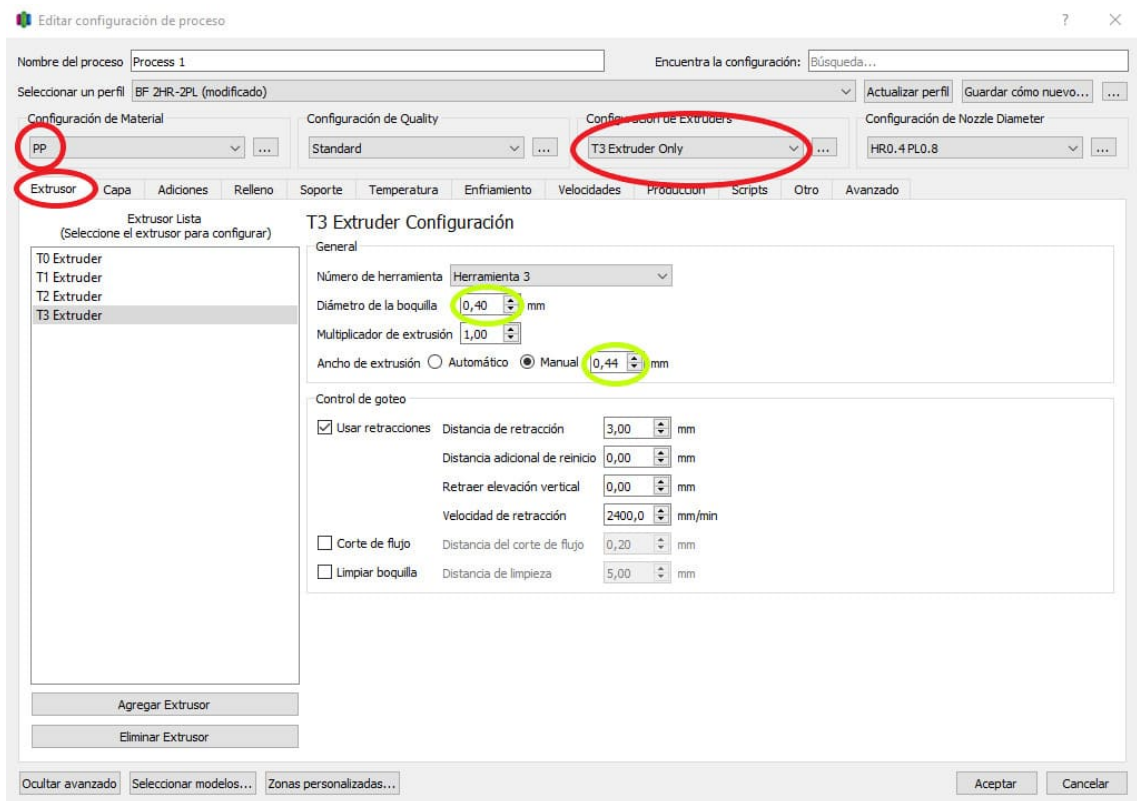 Editar configuración de proceso
? ×
Nombre del proceso Process 1 Encuentra la configuración: Búsqueda...
Seleccionar un perfil BF 2HR-2PL (modificado) Actualizar perfil Guardar cómo nuevo... ...
Configuración de Material Configuración de Quality Configuración de Extruders Configuración de Nozzle Diameter
PP ... Standard ... T3 Extruder Only ... HR0.4 PL0.8 ...
Extrusor Capa Adiciones Relleno Soporte Temperatura Enfriamiento Velocidades Producción Scripts Otro Avanzado
Extrusor Lista
(Seleccione el extrusor para configurar)
T0 Extruder
T1 Extruder
T2 Extruder
T3 Extruder
Agregar Extrusor
Eliminar Extrusor
T3 Extruder Configuración
General
Número de herramienta Herramienta 3
Diámetro de la boquilla 0,40 mm
Multiplicador de extrusión 1,00
Ancho de extrusión Automático Manual 0,44 mm
Control de goteo
Usar retracciones Distancia de retracción 3,00 mm
Distancia adicional de reinicio 0,00 mm
Retraer elevación vertical 0,00 mm
Velocidad de retracción 2400,0 mm/min
Corte de flujo Distancia del corte de flujo 0,20 mm
Limpiar boquilla Distancia de limpieza 5,00 mm
Ocultar avanzado Seleccionar modelos... Zonas personalizadas... Aceptar Cancelar